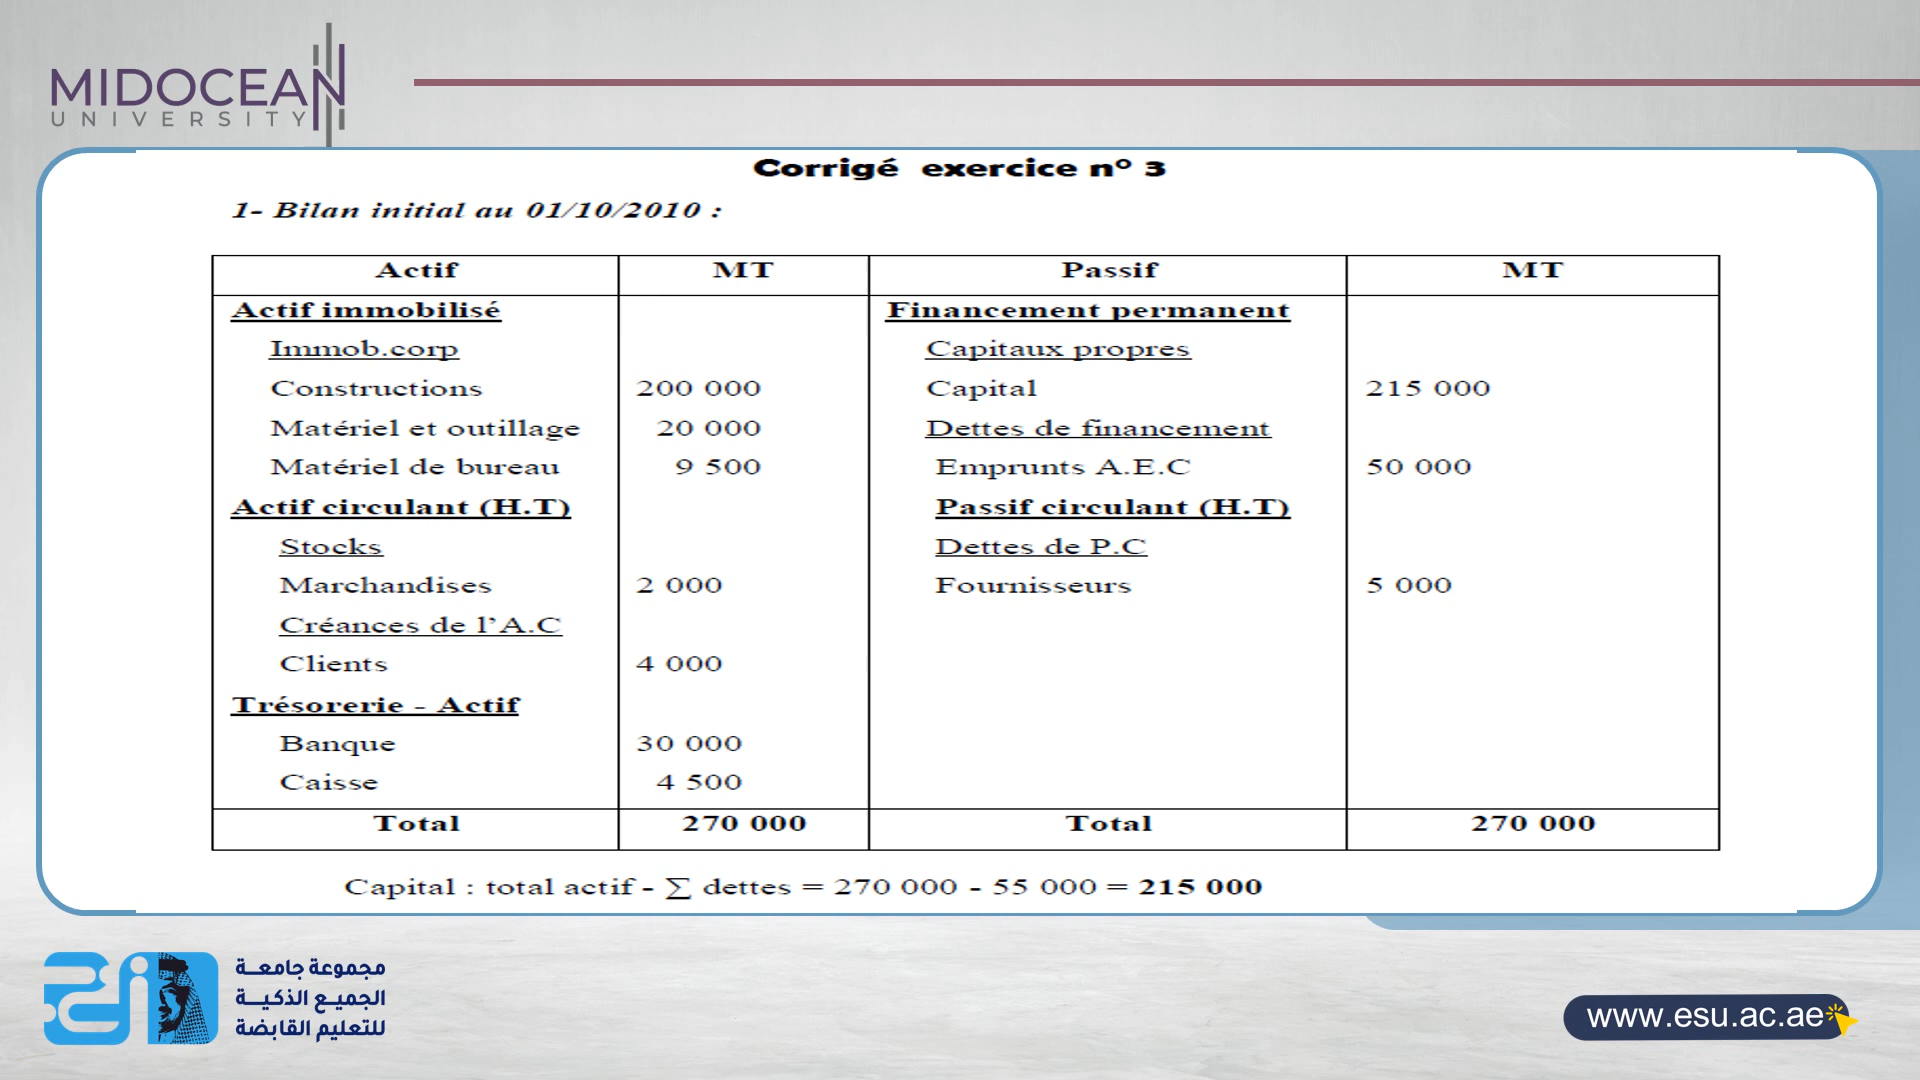 MIDOCEAN
UNIVERSITY
Corrigé exercice n° 3
1- Bilan initial au 01/10/2010 :
Actif MT Passif MT
Actif immobilisé Financement permanent
Immob.corp Capitaux propres
Constructions 200 000 Capital 215 000
Matériel et outillage 20 000 Dettes de financement
Matériel de bureau 9 500 Emprunts A.E.C 50 000
Actif circulant (H.T) Passif circulant (H.T)
Stocks Dettes de P.C
Marchandises 2 000 Fournisseurs 5 000
Créances de l’A.C
Clients 4 000
Trésorerie - Actif
Banque 30 000
Caisse 4 500
Total 270 000 Total 270 000
Capital : total actif - ∑ dettes = 270 000 - 55 000 = 215 000
مجموعة جامعـــة
الجميـع الذكيــة
للتعليم القابضة
www.esu.ac.ae